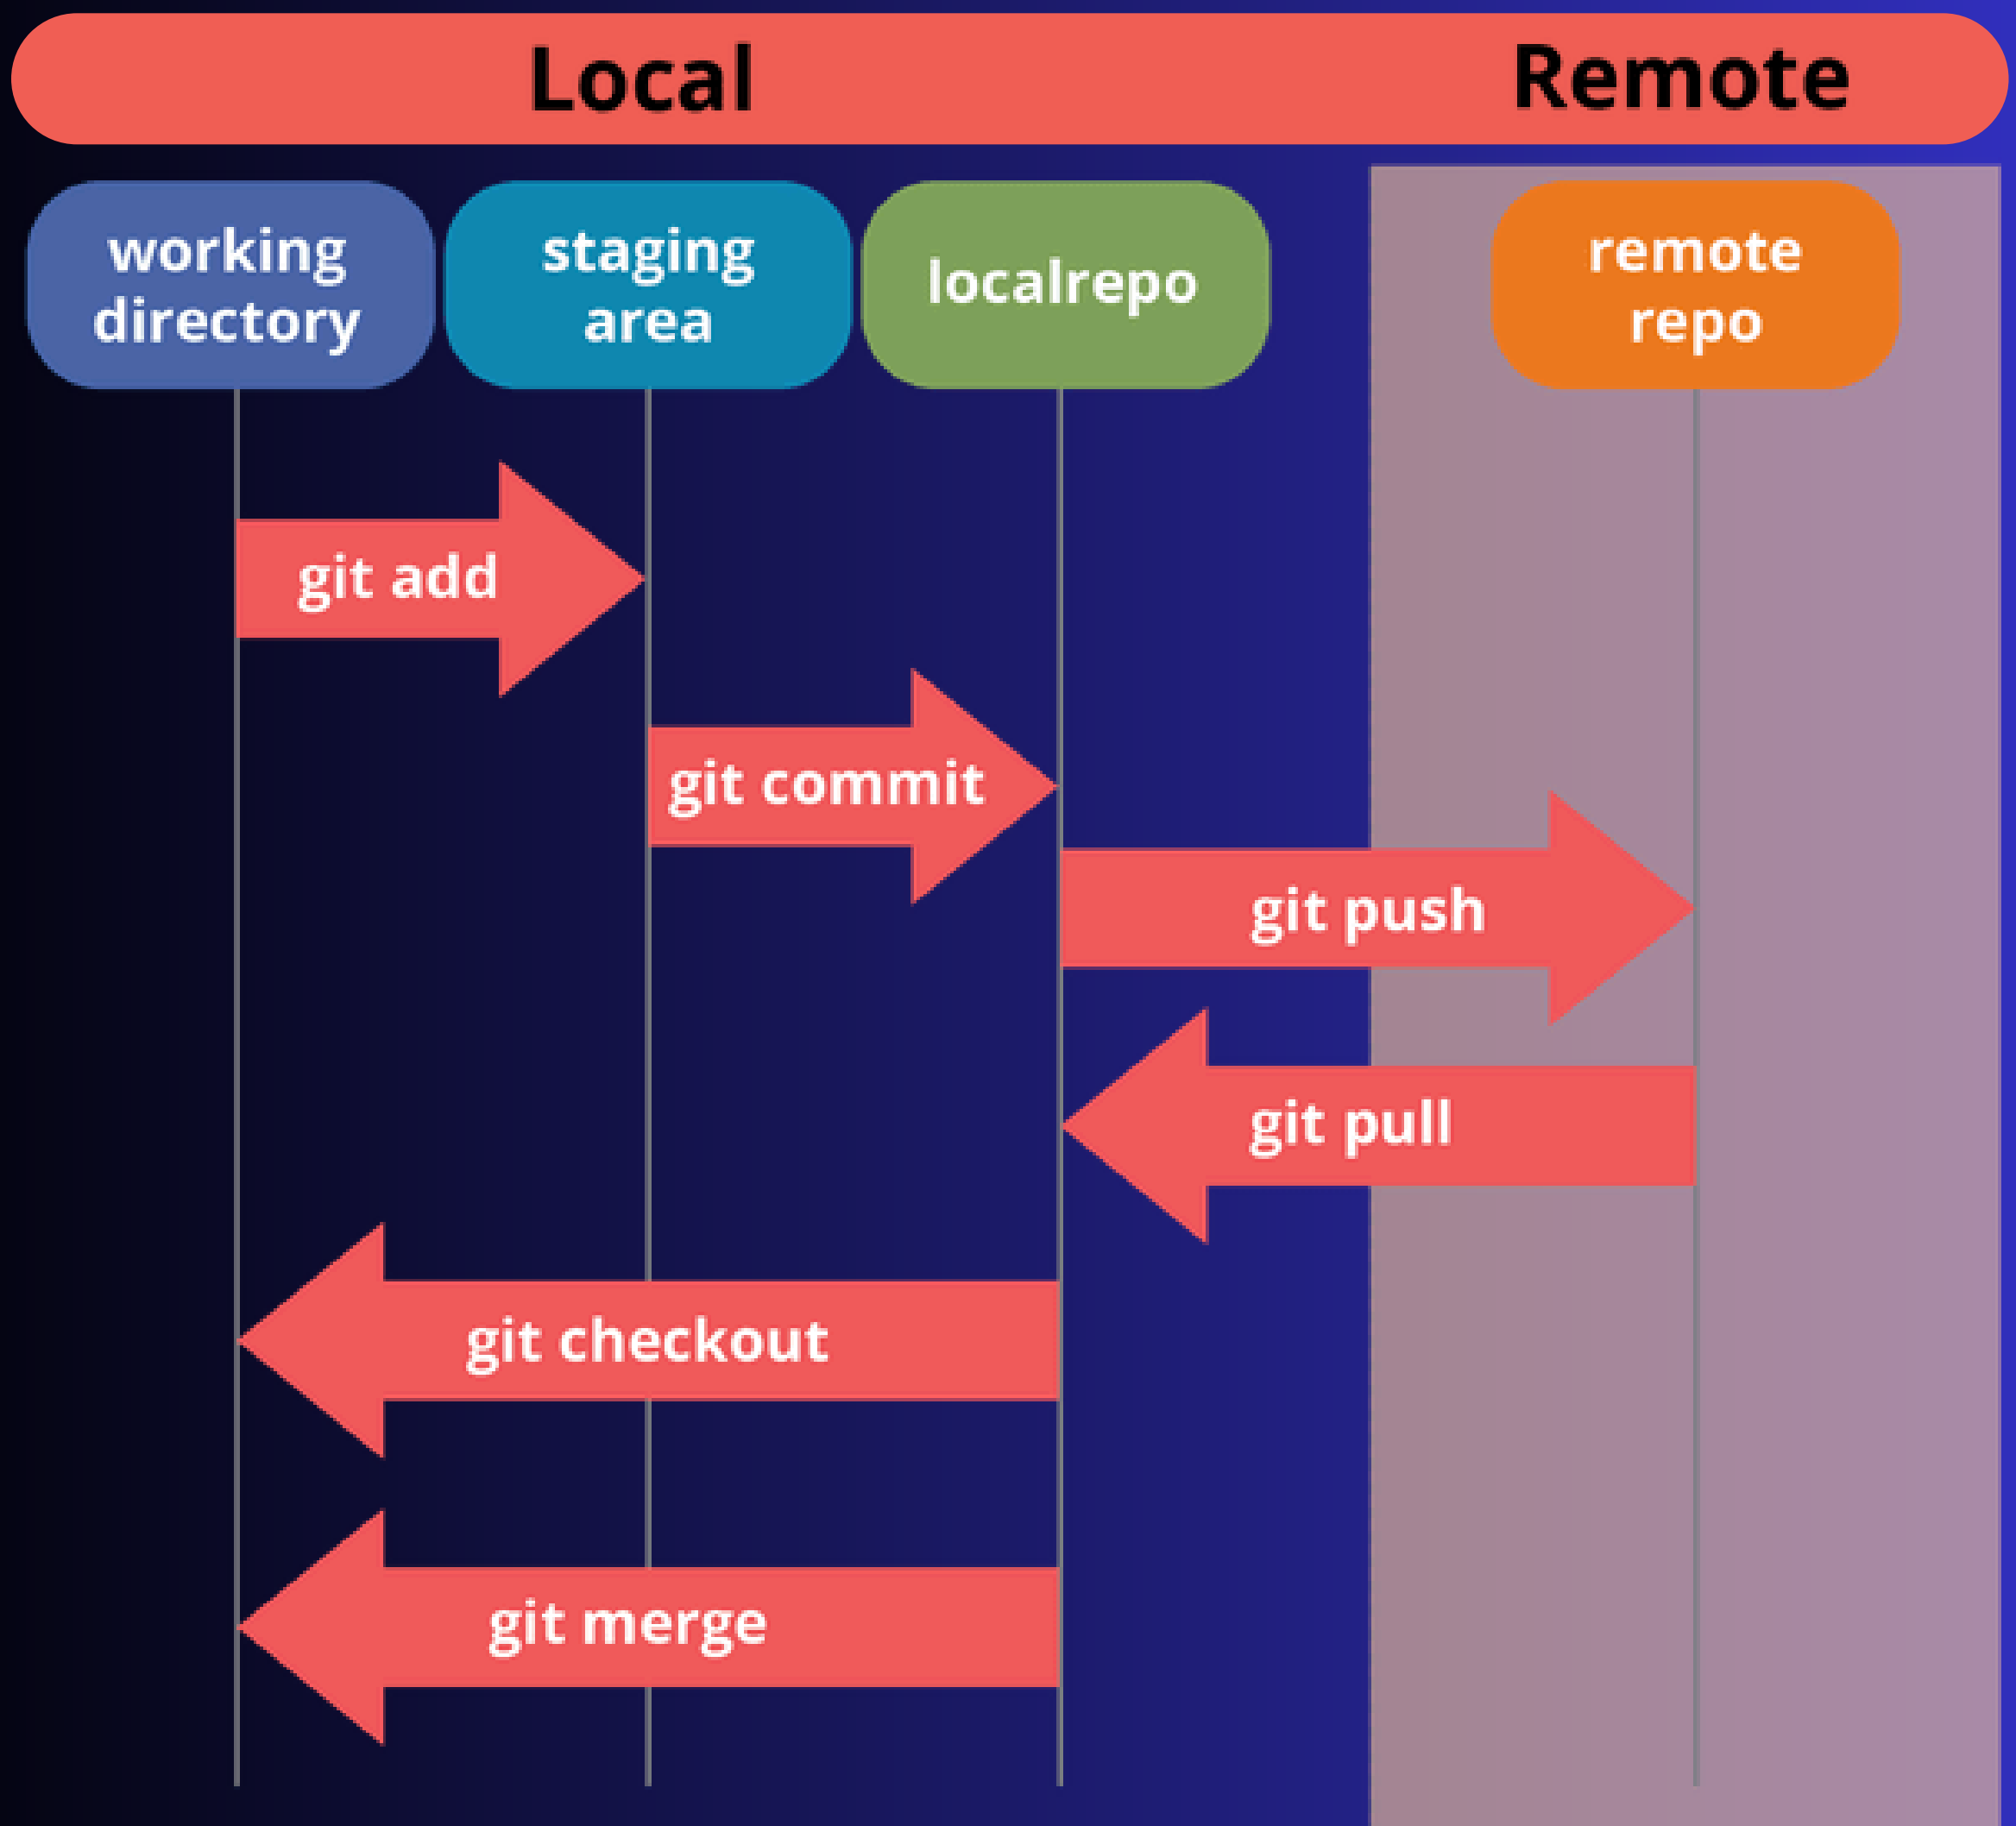 Local
Remote
working
directory
staging
area
localrepo
remote
repo
git add
git commit
git push
git pull
git checkout
git merge